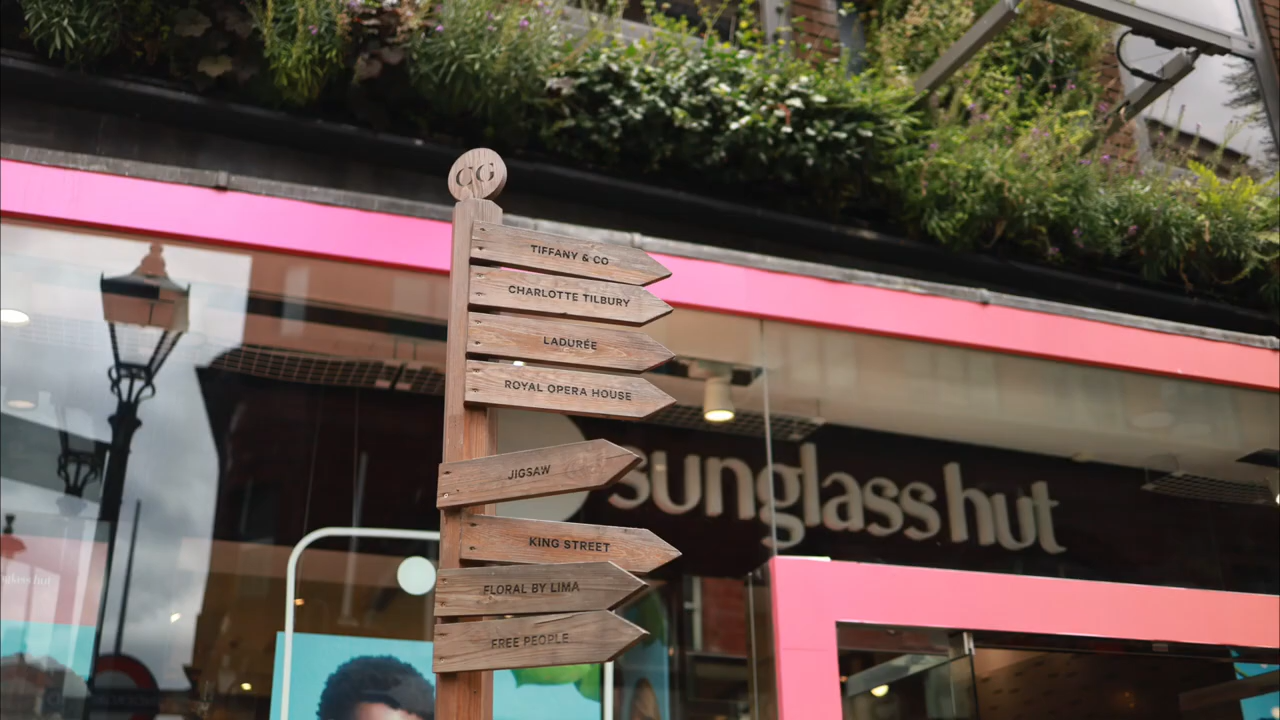 CG
TIFFANY & CO
CHARLOTTE TILBURY
LADURÉE
ROYAL OPERA HOUSE
JIGSAW
KING STREET
FLORAL BY LIMA
FREE PEOPLE
sunglass hut